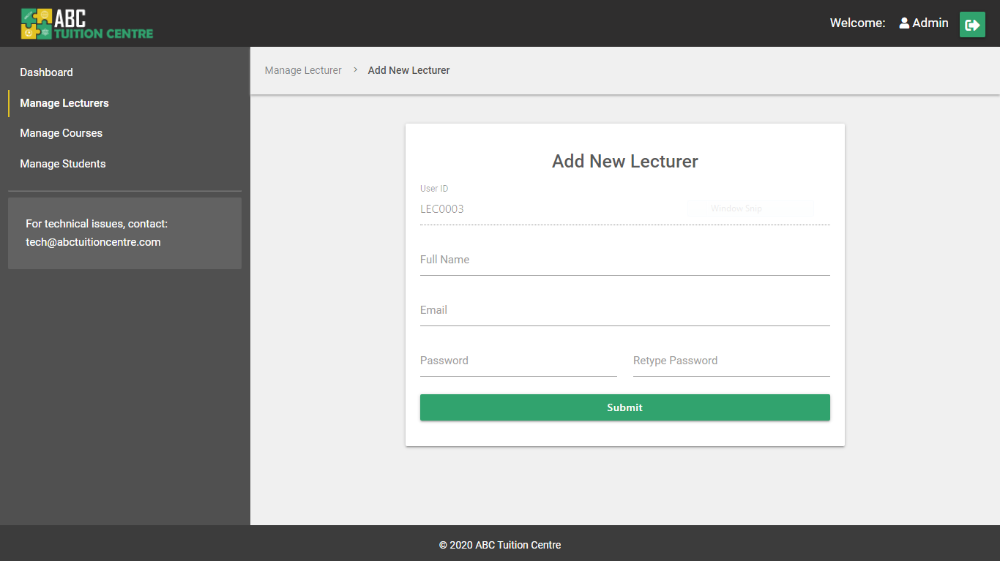 ABC
TUITION CENTRE
Welcome: Admin
Dashboard
Manage Lecturers
Manage Courses
Manage Students
For technical issues, contact:
tech@abctuitioncentre.com
Manage Lecturer > Add New Lecturer
Add New Lecturer
User ID
LEC0003
Window Snip
Full Name
Email
Password Retype Password
Submit
© 2020 ABC Tuition Centre